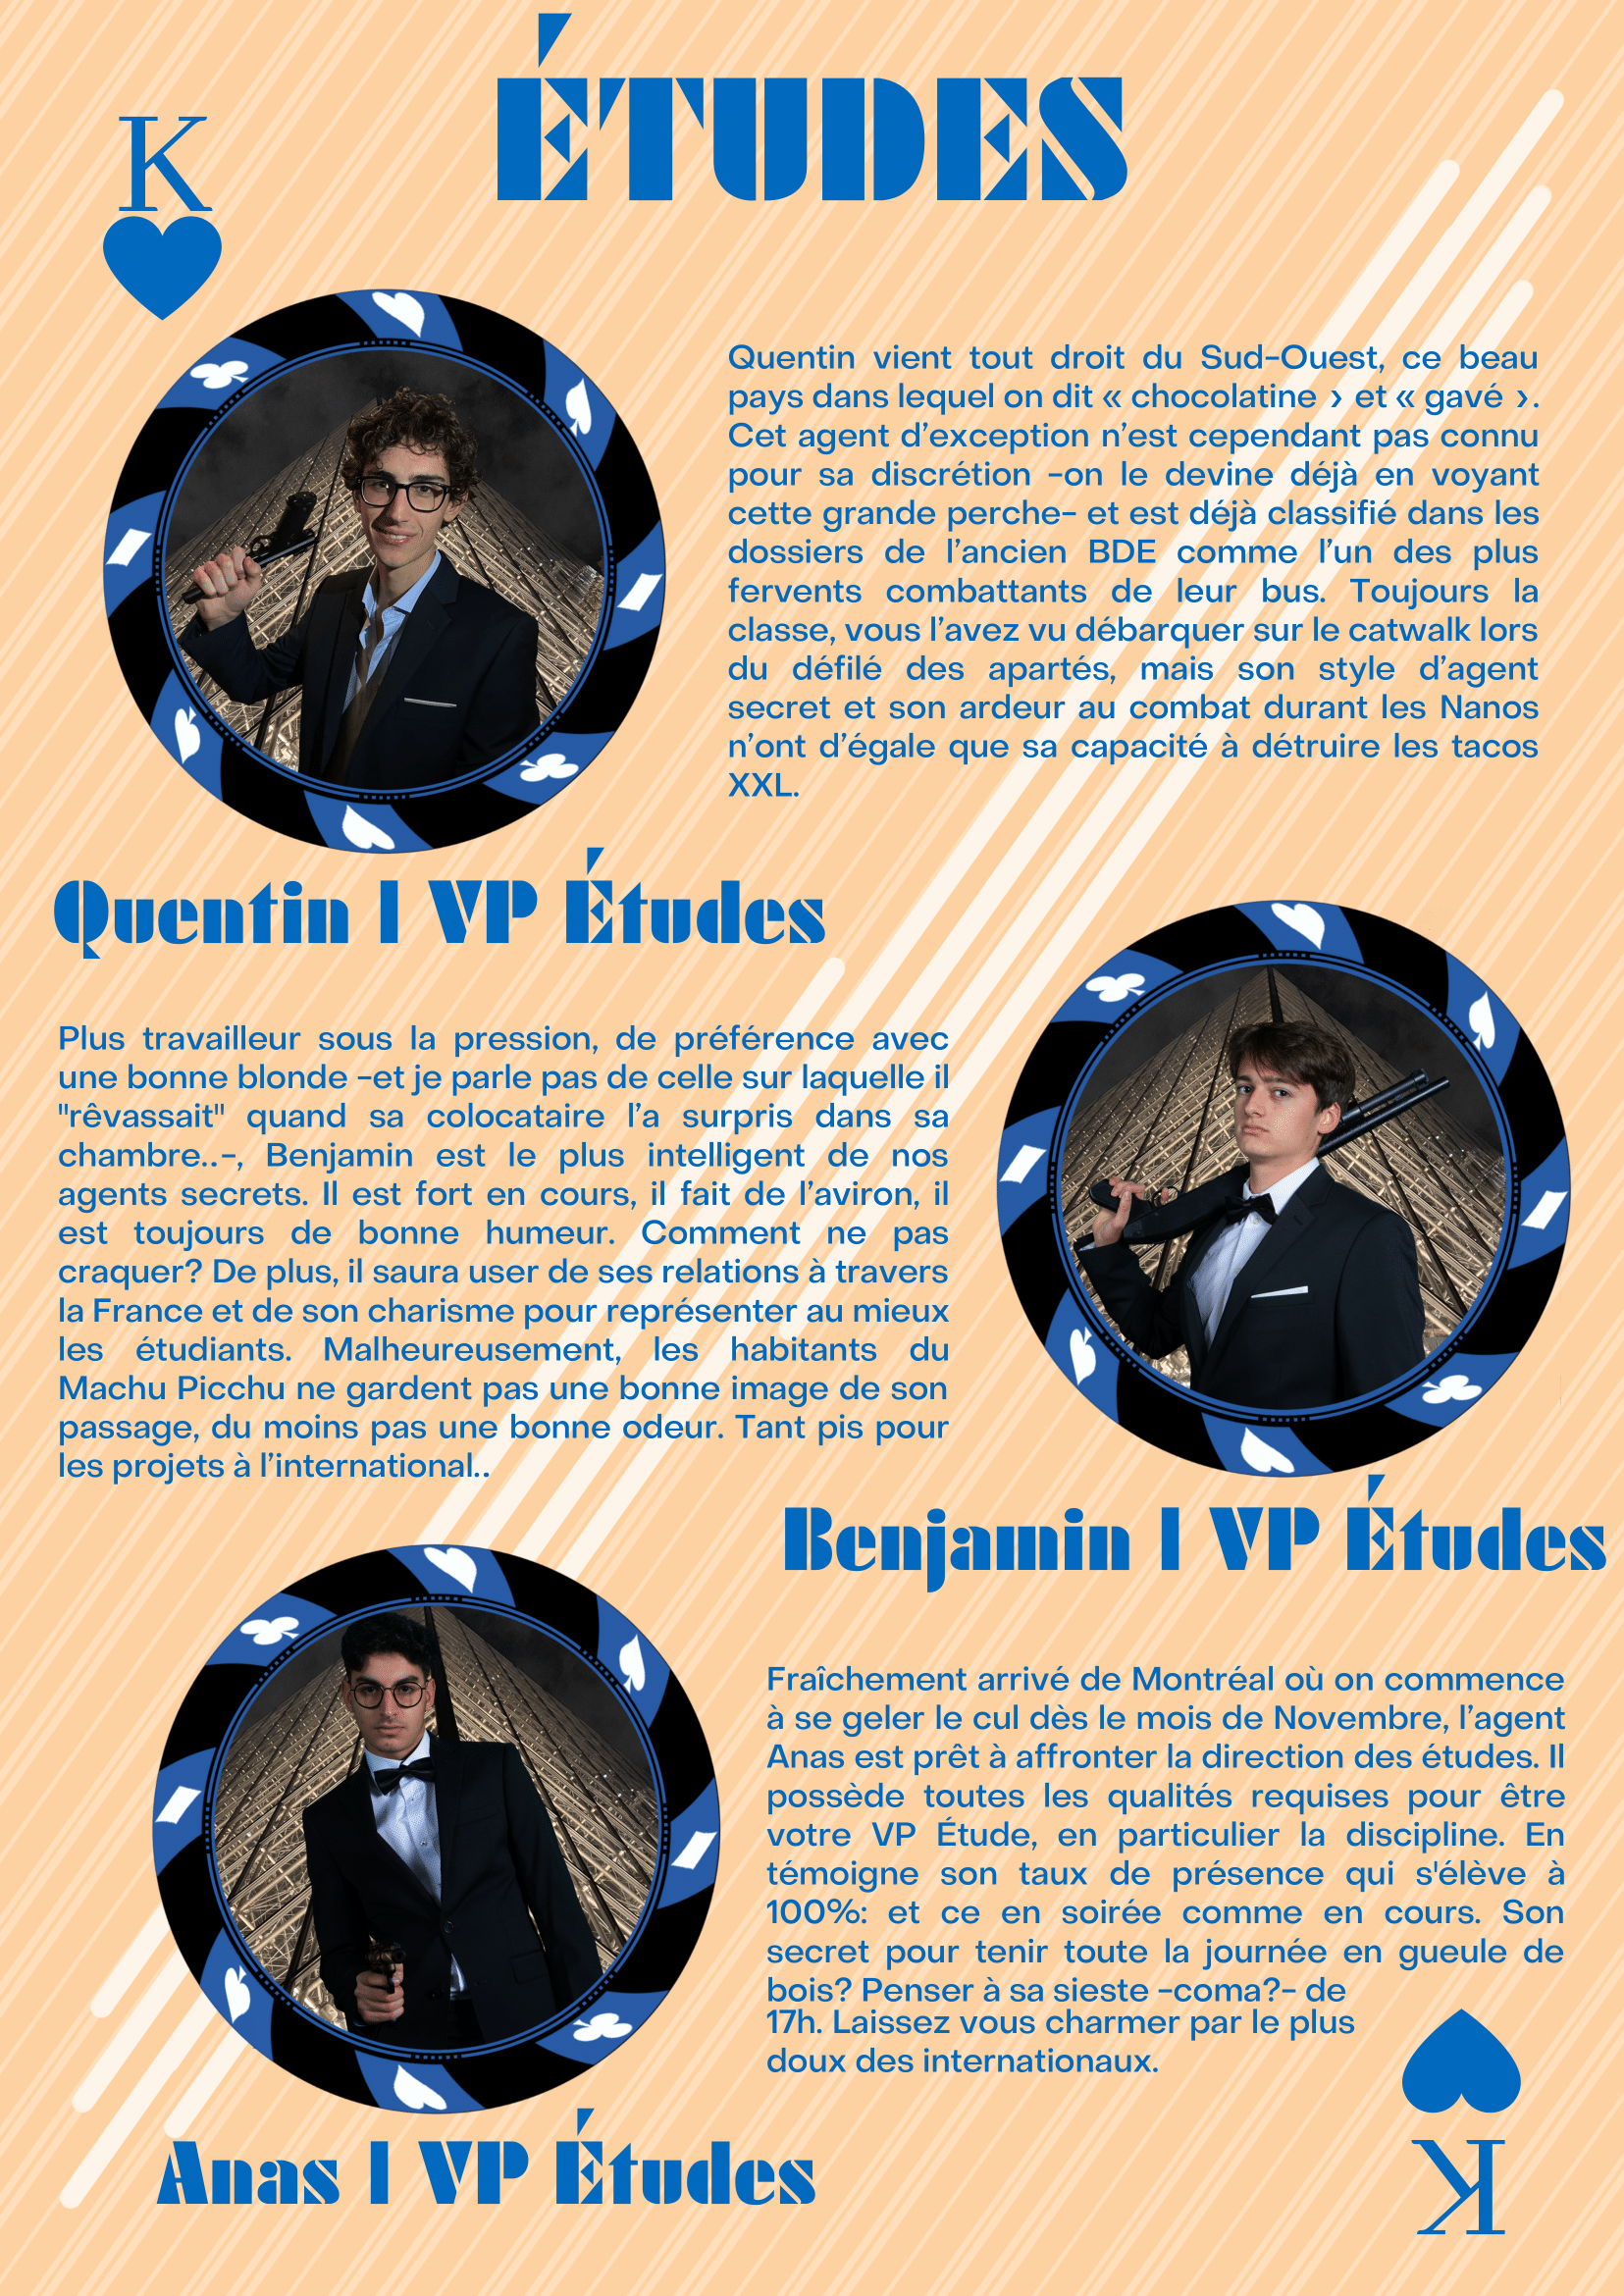 ÉTUDES
K
Quentin vient tout droit du Sud-Ouest, ce beau
pays dans lequel on dit « chocolatine › et « gavé ›.
Cet agent d’exception n’est cependant pas connu
pour sa discrétion -on le devine déjà en voyant
cette grande perche- et est déjà classifié dans les
dossiers de l’ancien BDE comme l’un des plus
fervents combattants de leur bus. Toujours la
classe, vous l’avez vu débarquer sur le catwalk lors
du défilé des apartés, mais son style d’agent
secret et son ardeur au combat durant les Nanos
n’ont d’égale que sa capacité à détruire les tacos
XXL.
Quentin | VP Études
Plus travailleur sous la pression, de préférence avec
une bonne blonde -et je parle pas de celle sur laquelle il
"rêvassait" quand sa colocataire l’a surpris dans sa
chambre..-, Benjamin est le plus intelligent de nos
agents secrets. Il est fort en cours, il fait de l’aviron, il
est toujours de bonne humeur. Comment ne pas
craquer? De plus, il saura user de ses relations à travers
la France et de son charisme pour représenter au mieux
les étudiants. Malheureusement, les habitants du
Machu Picchu ne gardent pas une bonne image de son
passage, du moins pas une bonne odeur. Tant pis pour
les projets à l’international..
Benjamin | VP Études
Fraîchement arrivé de Montréal où on commence
à se geler le cul dès le mois de Novembre, l’agent
Anas est prêt à affronter la direction des études. Il
possède toutes les qualités requises pour être
votre VP Étude, en particulier la discipline. En
témoigne son taux de présence qui s'élève à
100%: et ce en soirée comme en cours. Son
secret pour tenir toute la journée en gueule de
bois? Penser à sa sieste -coma?- de
17h. Laissez vous charmer par le plus
doux des internationaux.
Anas | VP Études
K